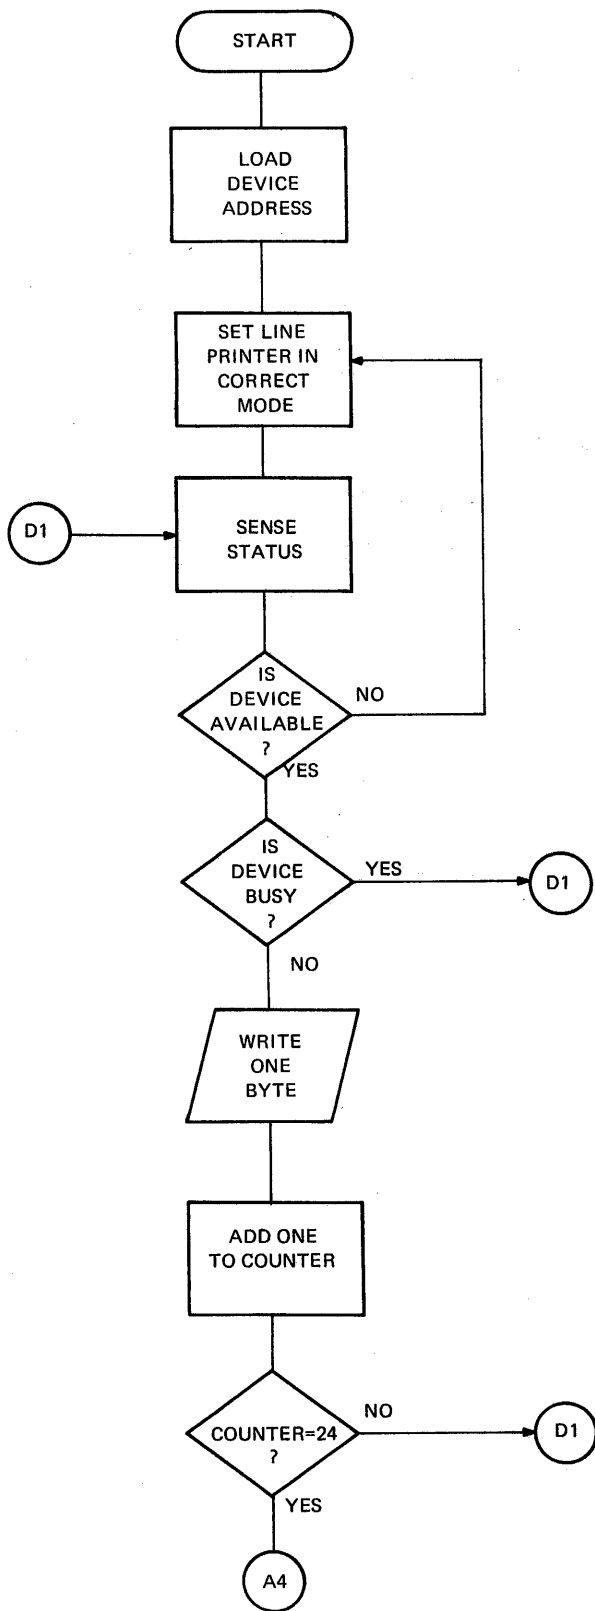 START
LOAD
DEVICE
ADDRESS
SET LINE
PRINTER IN
CORRECT
MODE
D1
SENSE
STATUS
IS
DEVICE
AVAILABLE
?
NO
YES
IS
DEVICE
BUSY
?
YES
D1
NO
WRITE
ONE
BYTE
ADD ONE
TO COUNTER
COUNTER=24
?
NO
D1
YES
A4